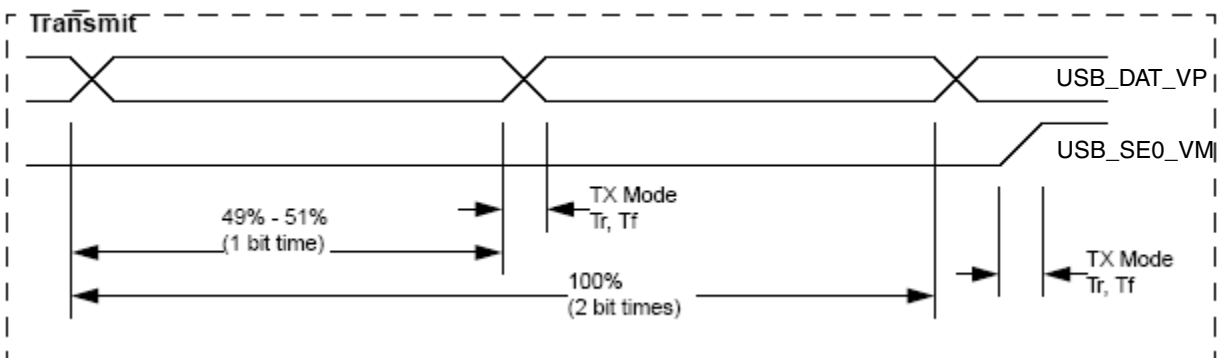 Transmit
USB_DAT_VP
USB_SE0_VM
TX Mode
Tr, Tf
49% - 51%
(1 bit time)
TX Mode
Tr, Tf
100%
(2 bit times)